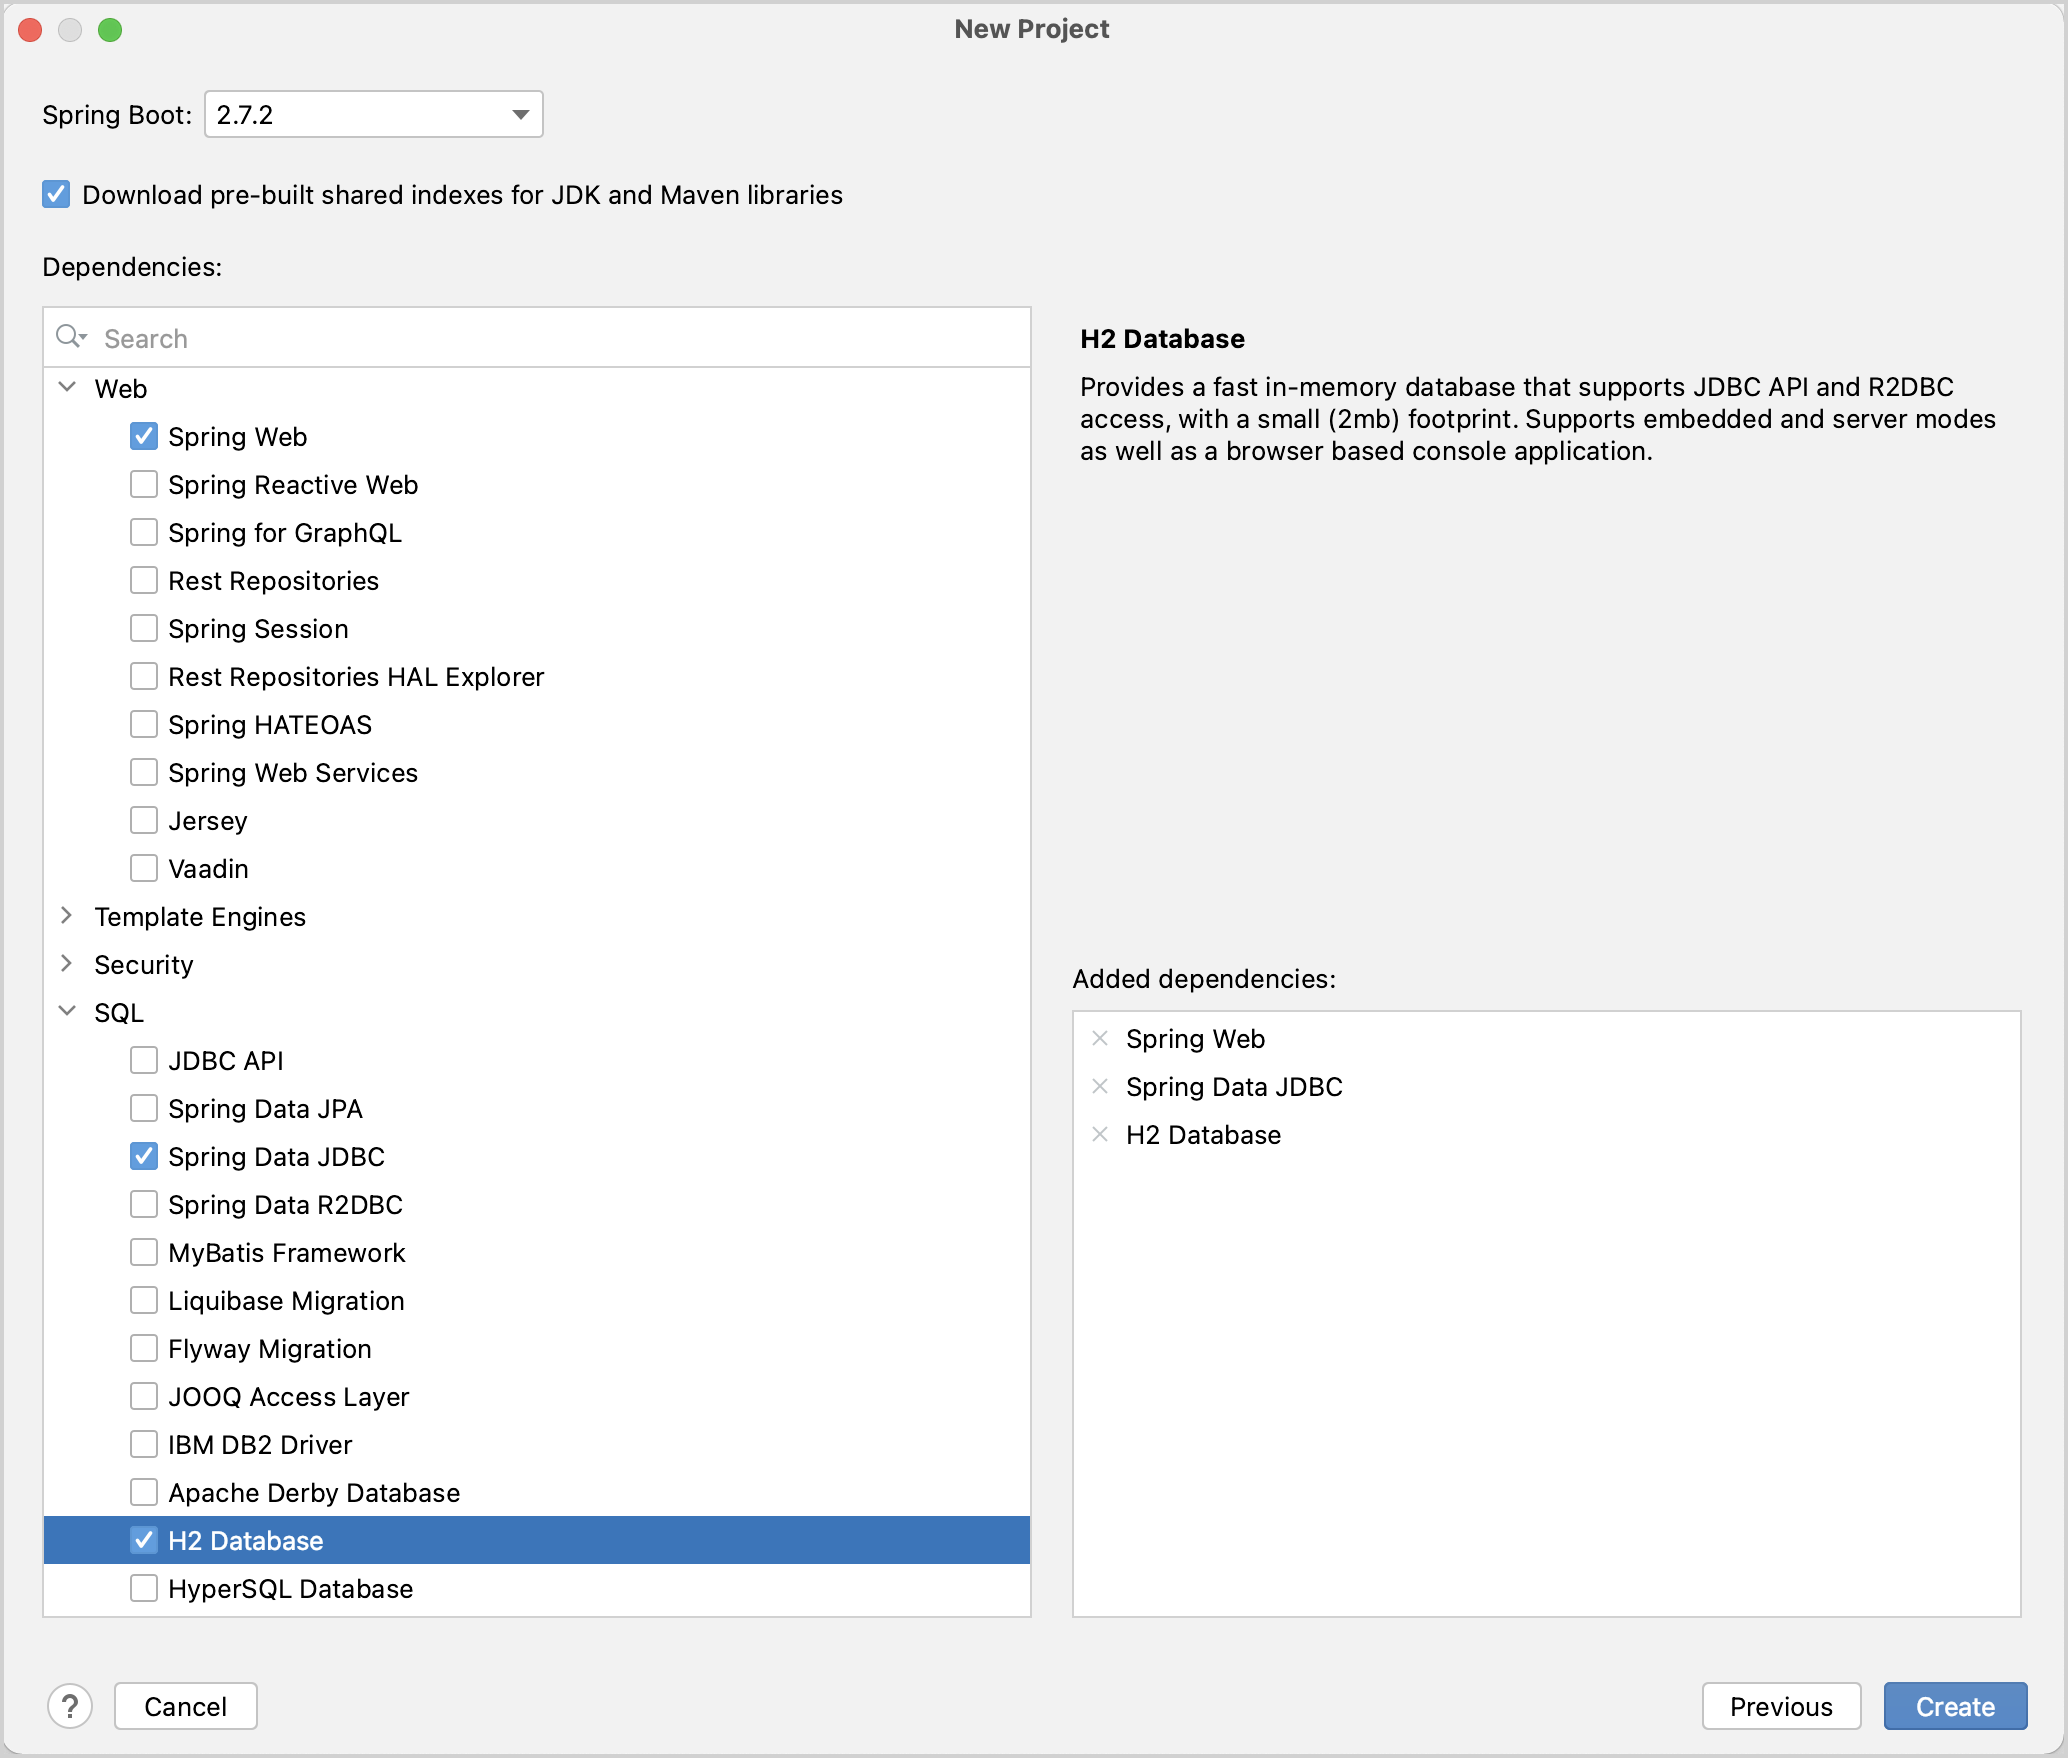 New Project
Spring Boot: 2.7.2
Download pre-built shared indexes for JDK and Maven libraries
Dependencies:
Search
Web
Spring Web
Spring Reactive Web
Spring for GraphQL
Rest Repositories
Spring Session
Rest Repositories HAL Explorer
Spring HATEOAS
Spring Web Services
Jersey
Vaadin
Template Engines
Security
SQL
JDBC API
Spring Data JPA
Spring Data JDBC
Spring Data R2DBC
MyBatis Framework
Liquibase Migration
Flyway Migration
JOOQ Access Layer
IBM DB2 Driver
Apache Derby Database
H2 Database
HyperSQL Database
H2 Database
Provides a fast in-memory database that supports JDBC API and R2DBC
access, with a small (2mb) footprint. Supports embedded and server modes
as well as a browser based console application.
Added dependencies:
Spring Web
Spring Data JDBC
H2 Database
? Cancel
Previous
Create